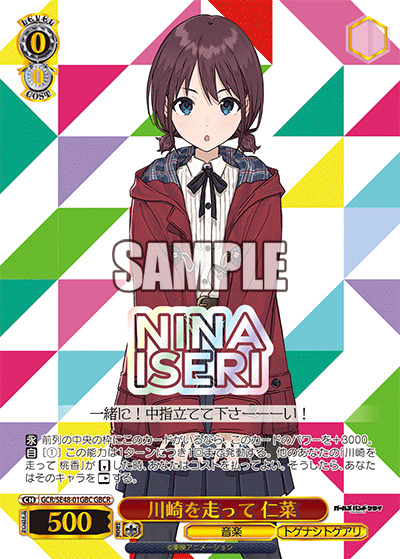 LEVEL
0
0
COST
SAMPLE
NINA
ISERI
一緒に！中指立てて下さーーーい！
永 前列の中央の枠にこのカードがいるなら、このカードのパワーを+3000。
自 [①] この能力は1ターンにつき1回まで発動する。他のあなたの「川崎を
走って 桃香」が した時、あなたはコストを払ってよい。そうしたら、あなた
はそのキャラを する。
CH GCR/SE48-01GBC GBCR
POWER
500
川崎を走って 仁菜
音楽
トゲナシトゲアリ
ガールズバンドクライ
©東映アニメーション